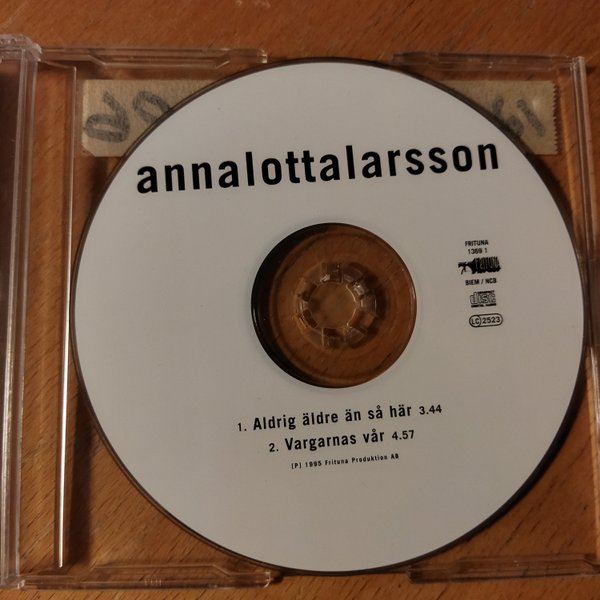 annalottalarsson
FRITUNA
1369 1
BIEM / NCB
LC 2523
1. Aldrig äldre än så här 3.44
2. Vargarnas vår 4.57
(P) 1995 Frituna Produktion AB